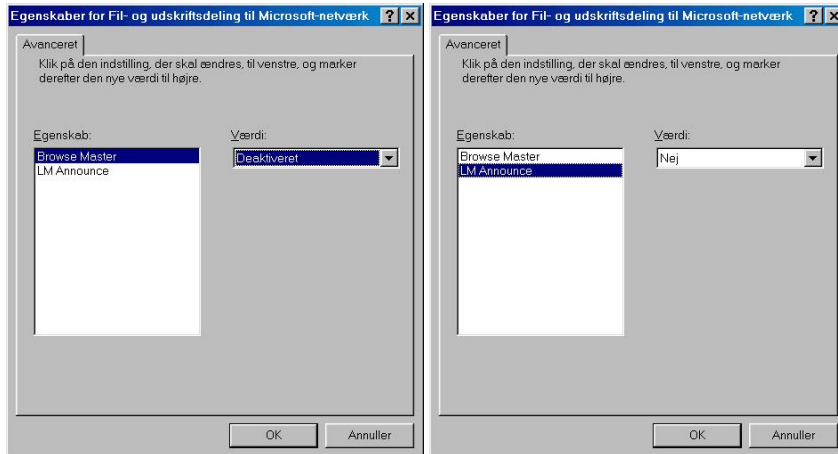 Egenskaber for Fil- og udskriftsdeling til Microsoft-netværk
Avanceret
Klik på den indstilling, der skal ændres, til venstre, og marker
derefter den nye værdi til højre.
Egenskab:
Værdi:
Browse Master
LM Announce
Deaktiveret
OK
Annuller
Egenskaber for Fil- og udskriftsdeling til Microsoft-netværk
Avanceret
Klik på den indstilling, der skal ændres, til venstre, og marker
derefter den nye værdi til højre.
Egenskab:
Værdi:
Browse Master
LM Announce
Nej
OK
Annuller